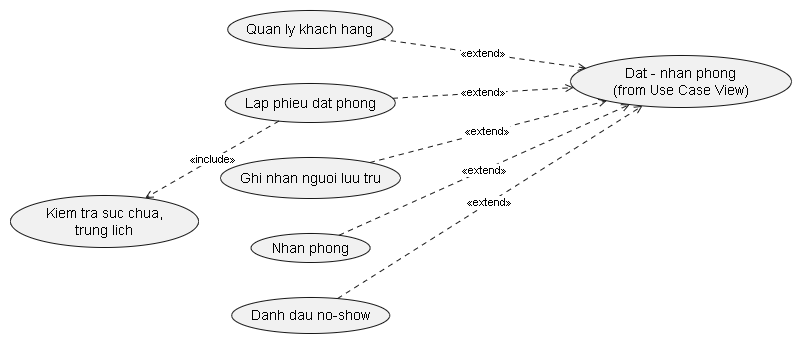 Quan ly khach hang
«extend»
Dat - nhan phong
(from Use Case View)
Lap phieu dat phong
«extend»
«extend»
«include»
Ghi nhan nguoi luu tru
«extend»
«extend»
Kiem tra suc chua,
trung lich
Nhan phong
Danh dau no-show